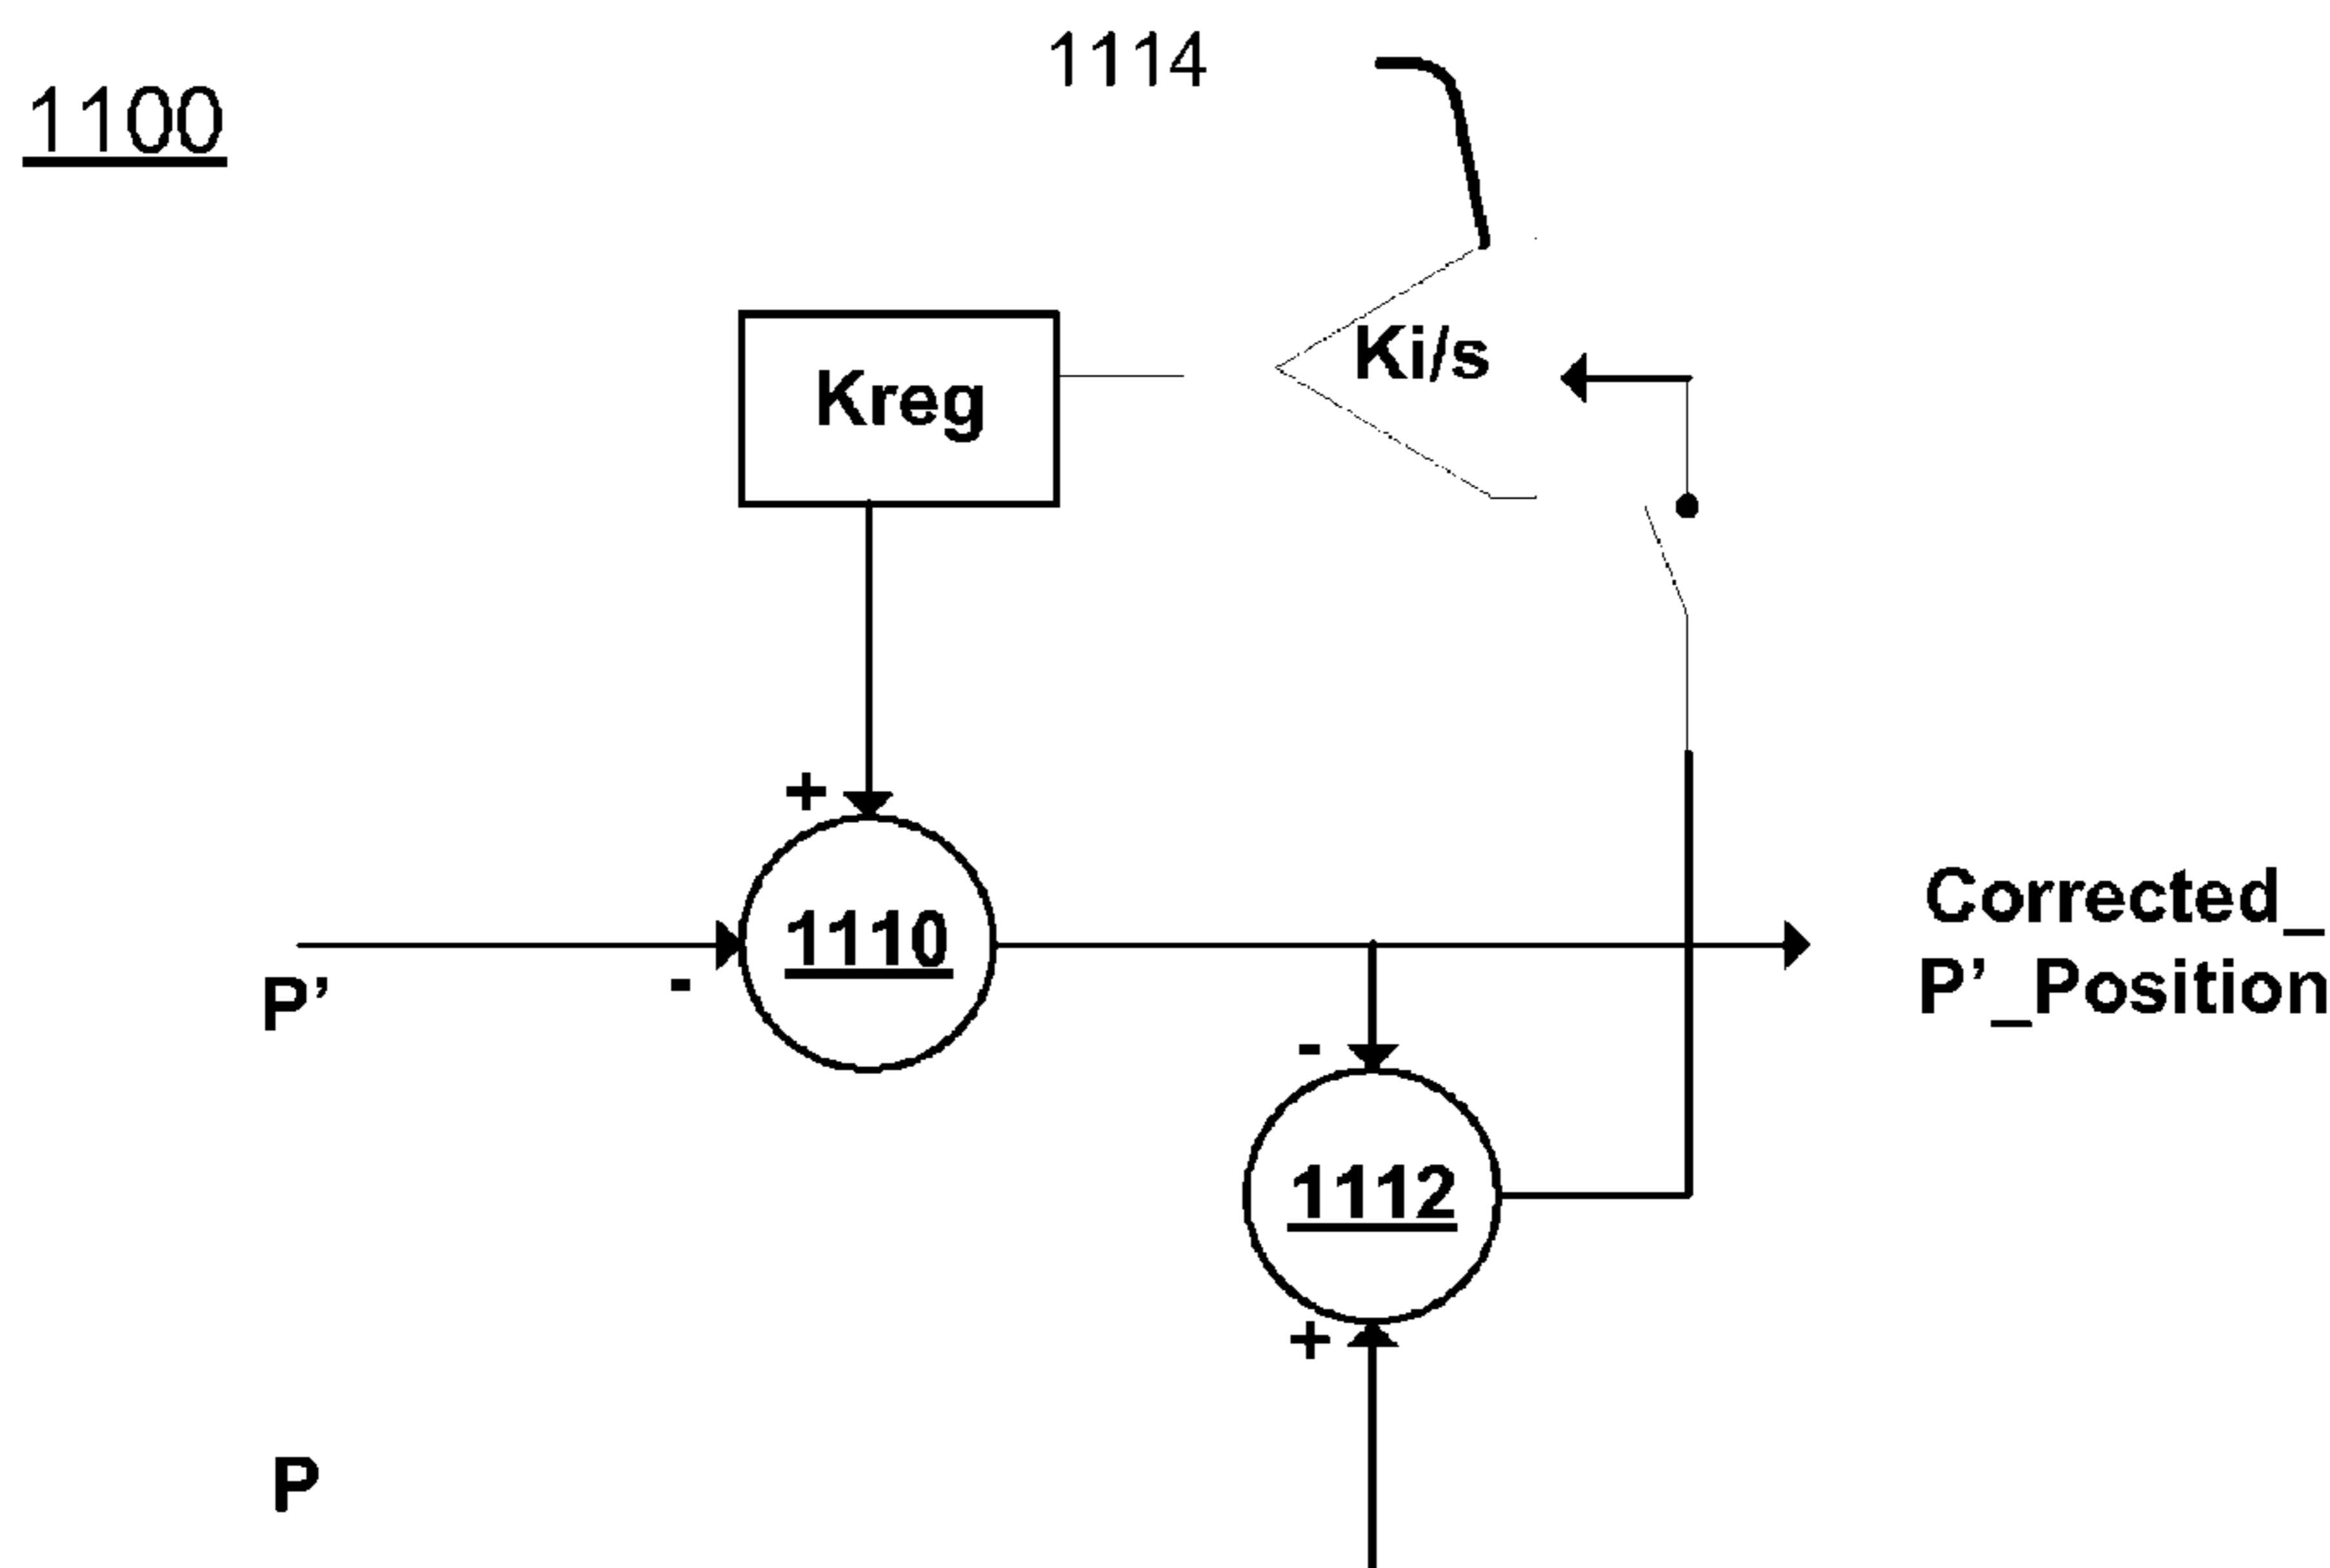 1114
1100
Ki/s
Kreg
+
Corrected_
1110
P'_Position
-
P'
-
1112
+
P